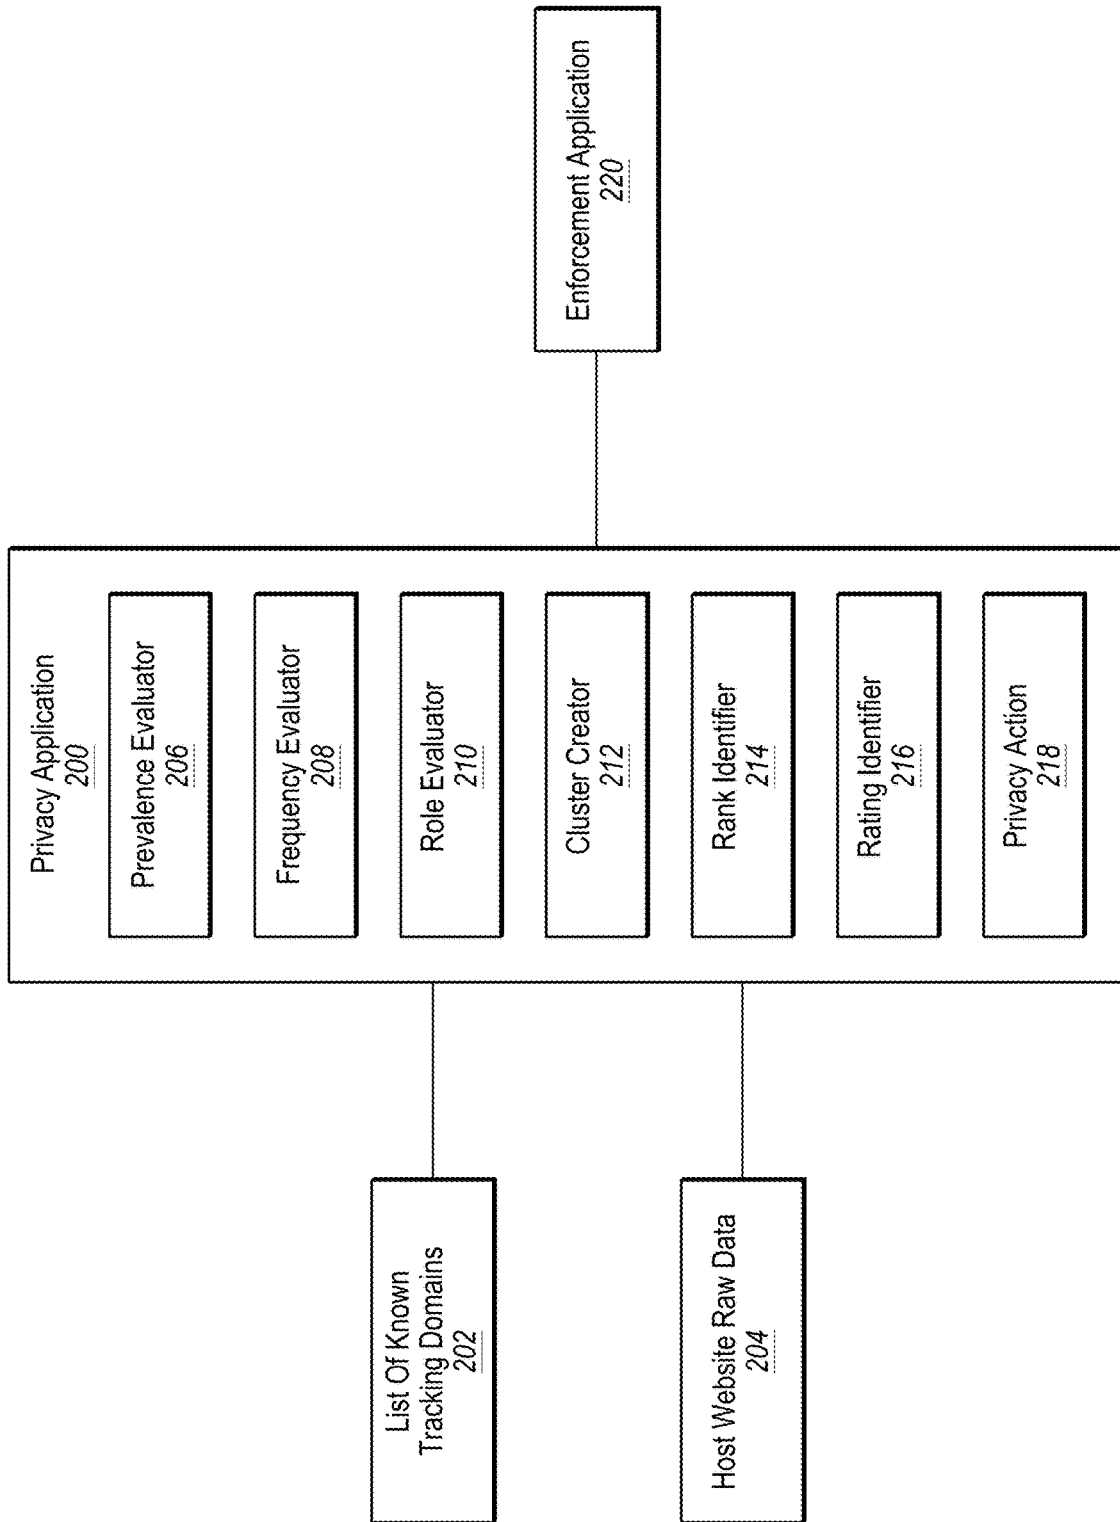 List Of Known
Tracking Domains
202
Host Website Raw Data
204
Privacy Application
200
Prevalence Evaluator
206
Frequency Evaluator
208
Role Evaluator
210
Cluster Creator
212
Rank Identifier
214
Rating Identifier
216
Privacy Action
218
Enforcement Application
220